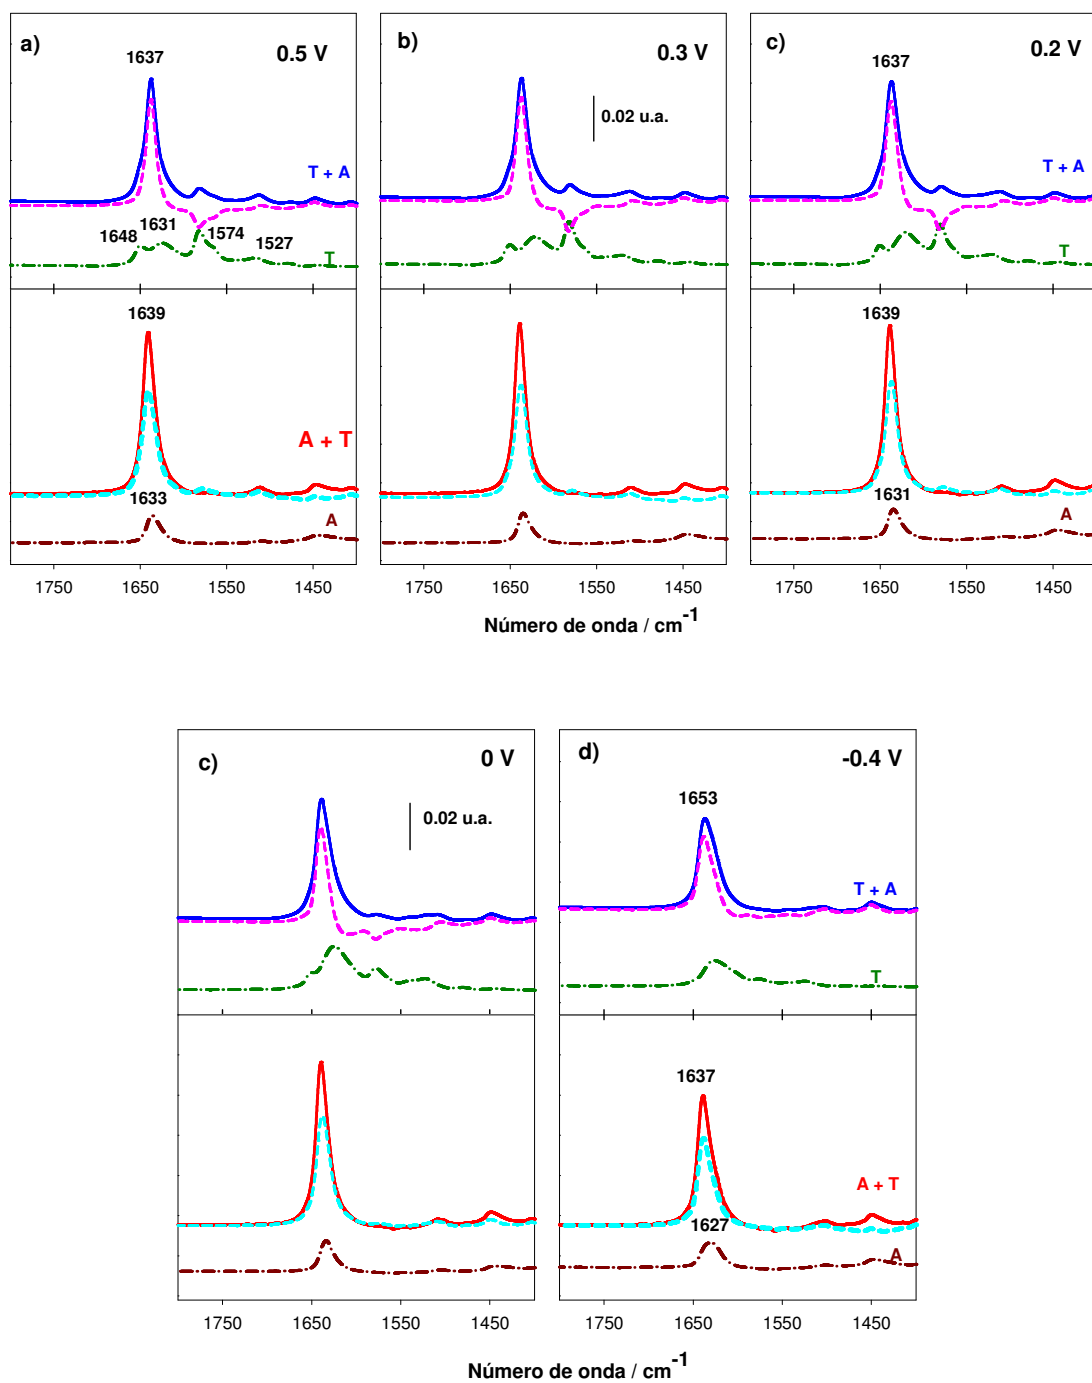 a)
0.5 V
1637
T + A
1648
1631
1574
1527
T
b)
0.3 V
0.02 u.a.
c)
0.2 V
1637
T + A
T
1639
A + T
1633
A
1639
1631
A
1750 1650 1550 1450
1750 1650 1550 1450
1750 1650 1550 1450
Número de onda / cm-1
c)
0 V
0.02 u.a.
d)
-0.4 V
1653
T + A
T
1637
A + T
1627
A
1750 1650 1550 1450
1750 1650 1550 1450
Número de onda / cm-1